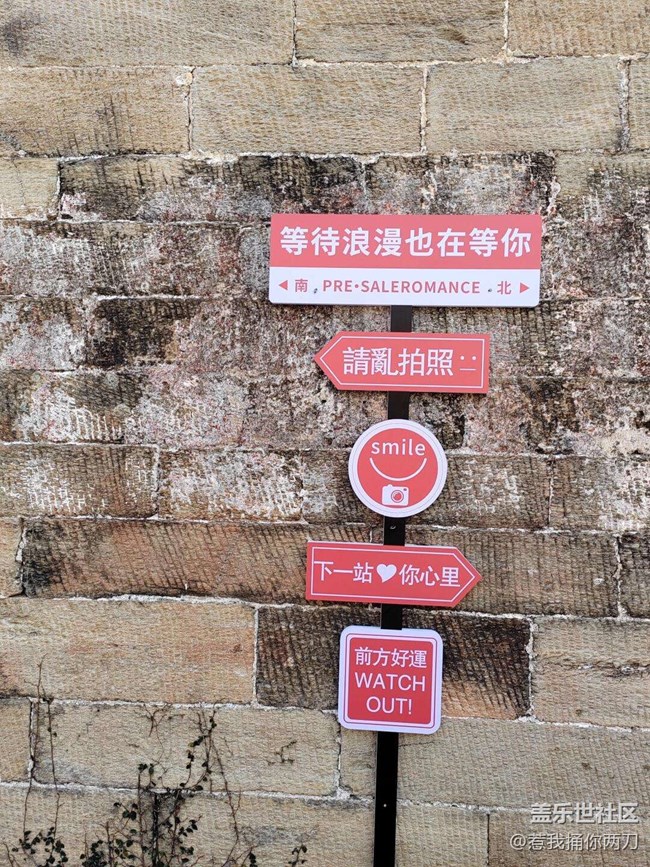 等待浪漫也在等你
◀ 南 PRE·SALEROMANCE 北 ▶
請亂拍照
smile
下一站♥你心里
前方好運
WATCH
OUT!
盖乐世社区
@惹我捅你两刀